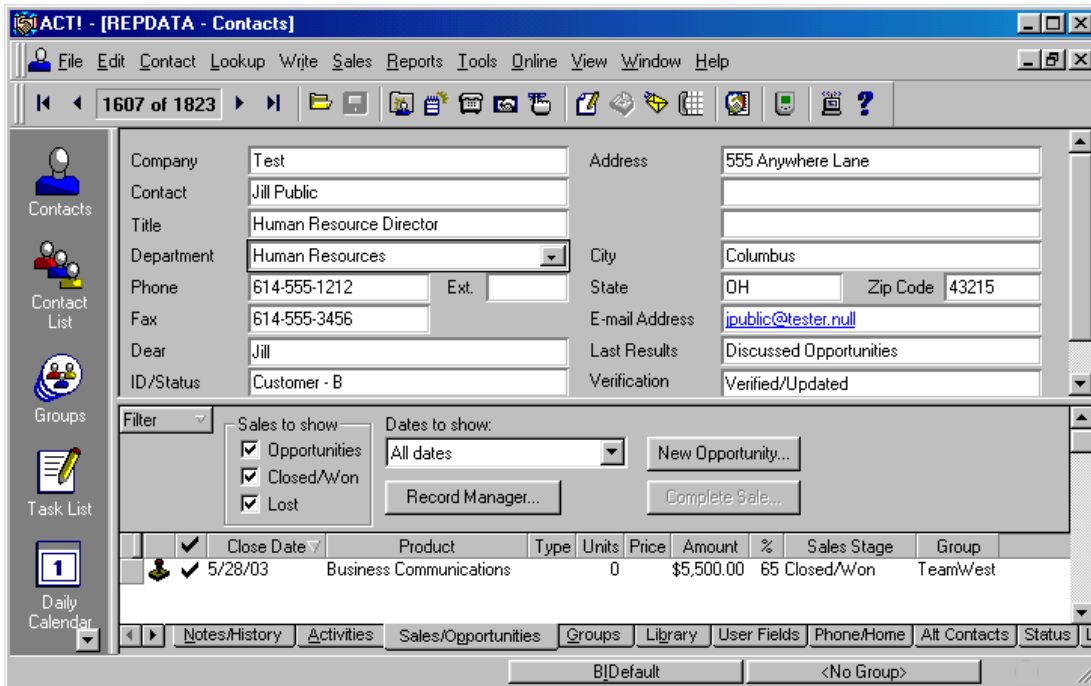 ACT! - [REPDATA - Contacts]
File Edit Contact Lookup Write Sales Reports Tools Online View Window Help
1607 of 1823
Contacts
Contact List
Groups
Task List
1
Daily Calendar
Company Test
Contact Jill Public
Title Human Resource Director
Department Human Resources
Phone 614-555-1212 Ext.
Fax 614-555-3456
Dear Jill
ID/Status Customer - B
Address 555 Anywhere Lane
City Columbus
State OH Zip Code 43215
E-mail Address jpublic@tester.null
Last Results Discussed Opportunities
Verification Verified/Updated
Filter
Sales to show
Opportunities
Closed/Won
Lost
Dates to show:
All dates
Record Manager...
New Opportunity...
Complete Sale...
Close Date Product Type Units Price Amount % Sales Stage Group
5/28/03 Business Communications 0 $5,500.00 65 Closed/Won TeamWest
Notes/History Activities Sales/Opportunities Groups Library User Fields Phone/Home Alt Contacts Status L
BIDefault <No Group>